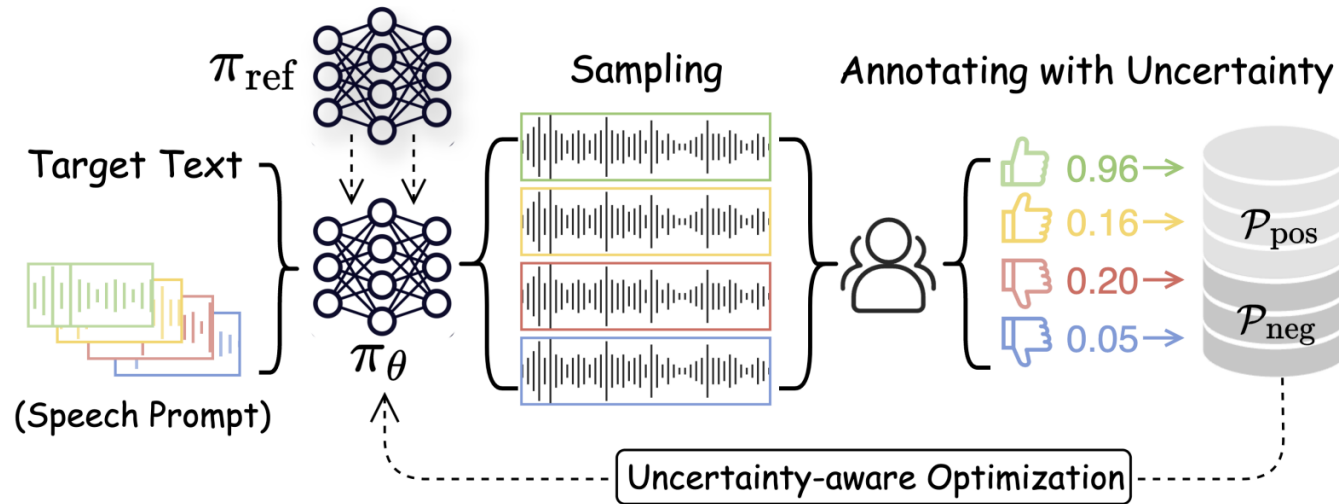 π_ref
Sampling
Annotating with Uncertainty
Target Text
0.96
0.16
0.20
0.05
P_pos
P_neg
π_θ
(Speech Prompt)
Uncertainty-aware Optimization